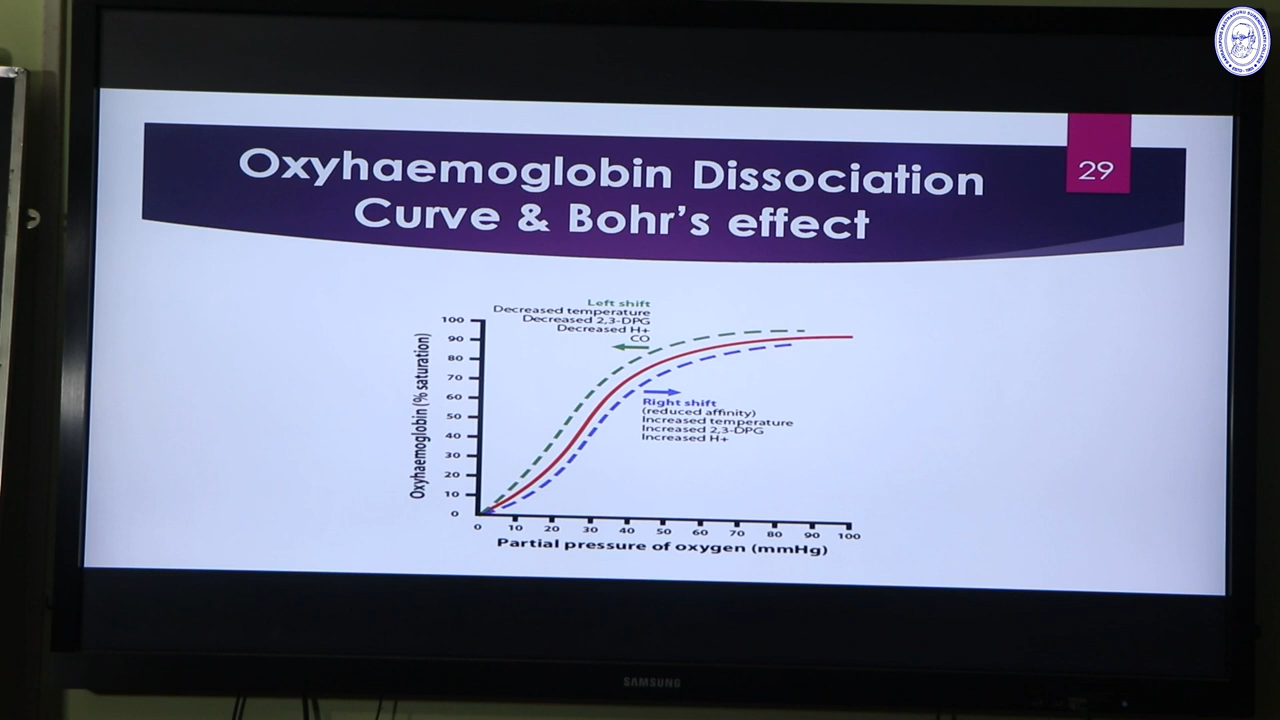 Oxyhaemoglobin Dissociation
Curve & Bohr's effect
29
Left shift
Decreased temperature
Decreased 2,3-DPG
Decreased H+
CO
Right shift
(reduced affinity)
Increased temperature
Increased 2,3-DPG
Increased H+
Oxyhaemoglobin (% saturation)
100
90
80
70
60
50
40
30
20
10
0
0 10 20 30 40 50 60 70 80 90 100
Partial pressure of oxygen (mmHg)
SAMSUNG